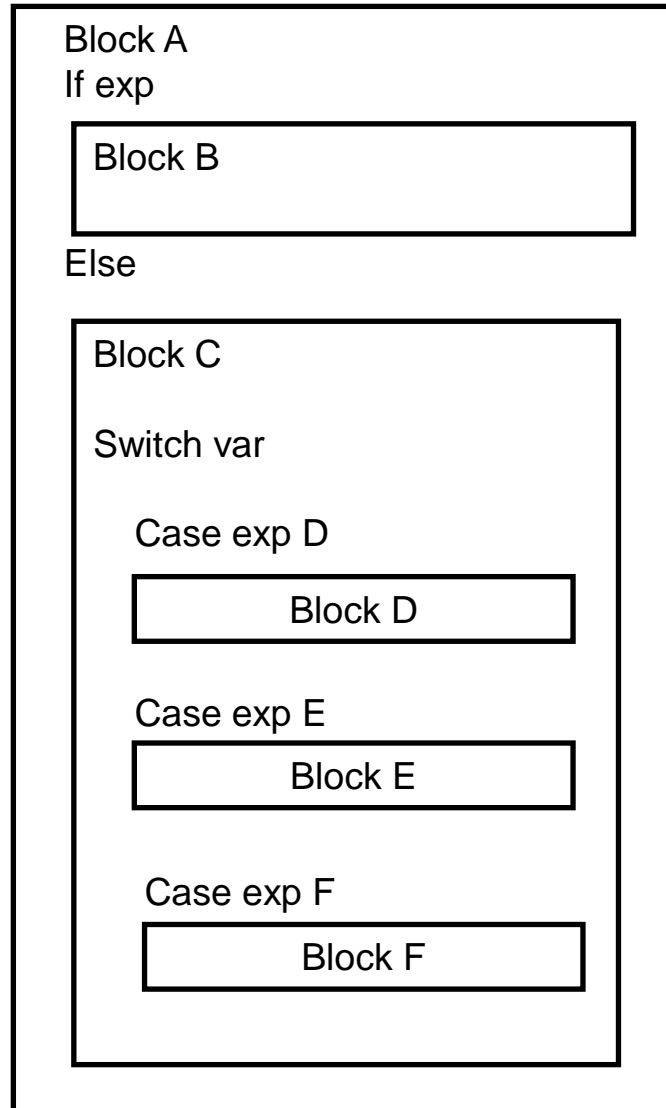 Block A
If exp
Block B
Else
Block C
Switch var
Case exp D
Block D
Case exp E
Block E
Case exp F
Block F